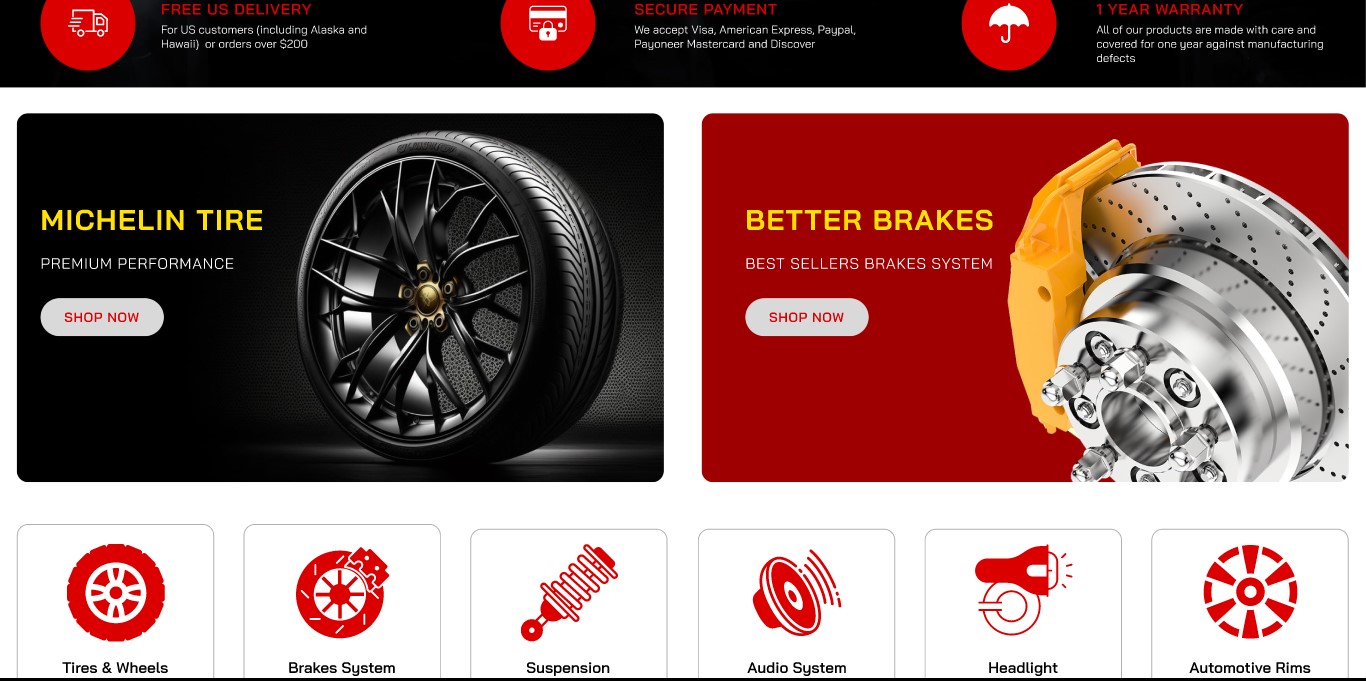 FREE US DELIVERY
For US customers (including Alaska and
Hawaii) or orders over $200
SECURE PAYMENT
We accept Visa, American Express, Paypal,
Payoneer Mastercard and Discover
1 YEAR WARRANTY
All of our products are made with care and
covered for one year against manufacturing
defects
MICHELIN TIRE
PREMIUM PERFORMANCE
SHOP NOW
BETTER BRAKES
BEST SELLERS BRAKES SYSTEM
SHOP NOW
Tires & Wheels
Brakes System
Suspension
Audio System
Headlight
Automotive Rims